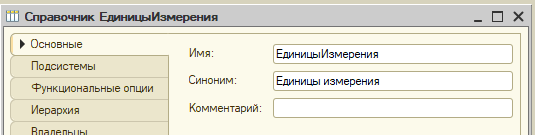 Справочник ЕдиницыИзмерения
Основные
Подсистемы
Функциональные опции
Иерархия
Владельцы
Имя: ЕдиницыИзмерения
Синоним: Единицы измерения
Комментарий: